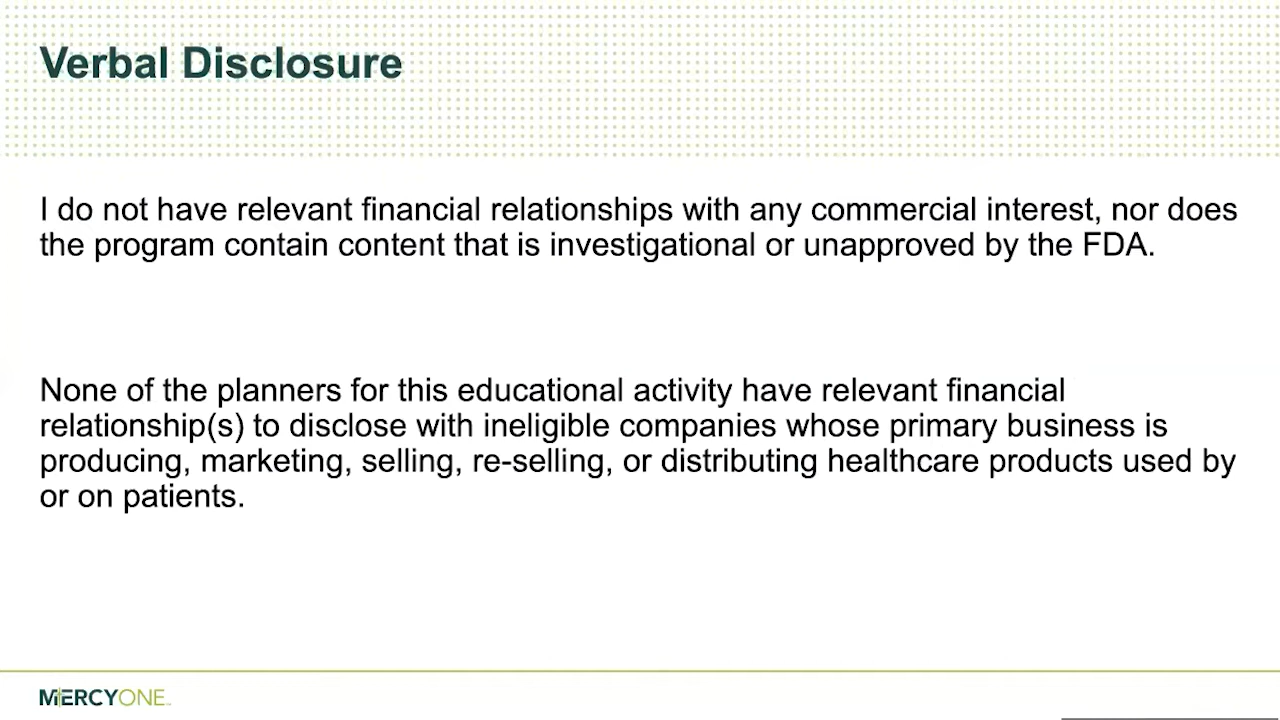 Verbal Disclosure
I do not have relevant financial relationships with any commercial interest, nor does
the program contain content that is investigational or unapproved by the FDA.
None of the planners for this educational activity have relevant financial
relationship(s) to disclose with ineligible companies whose primary business is
producing, marketing, selling, re-selling, or distributing healthcare products used by
or on patients.
MERCYONE